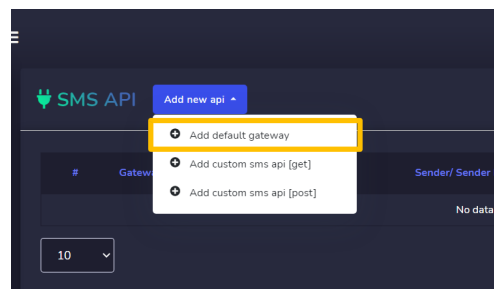 SMS API
Add new api
Add default gateway
Add custom sms api [get]
Add custom sms api [post]
# Sender/ Sender
No data
10